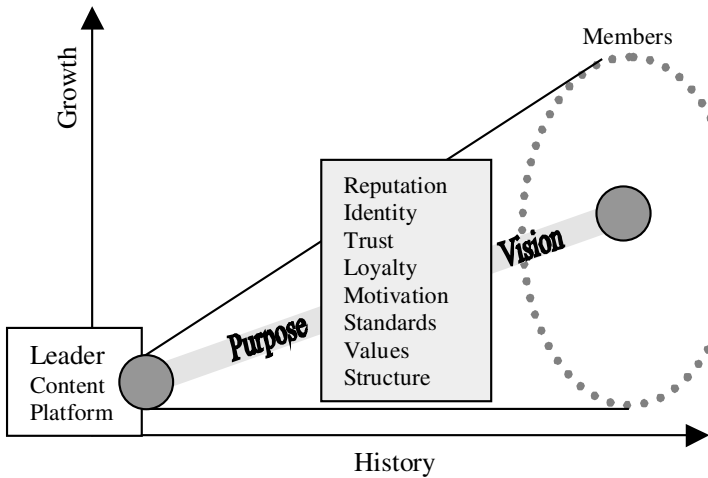 Members
Growth
Reputation
Identity
Trust
Loyalty
Motivation
Standards
Values
Structure
Vision
Purpose
Leader
Content
Platform
History